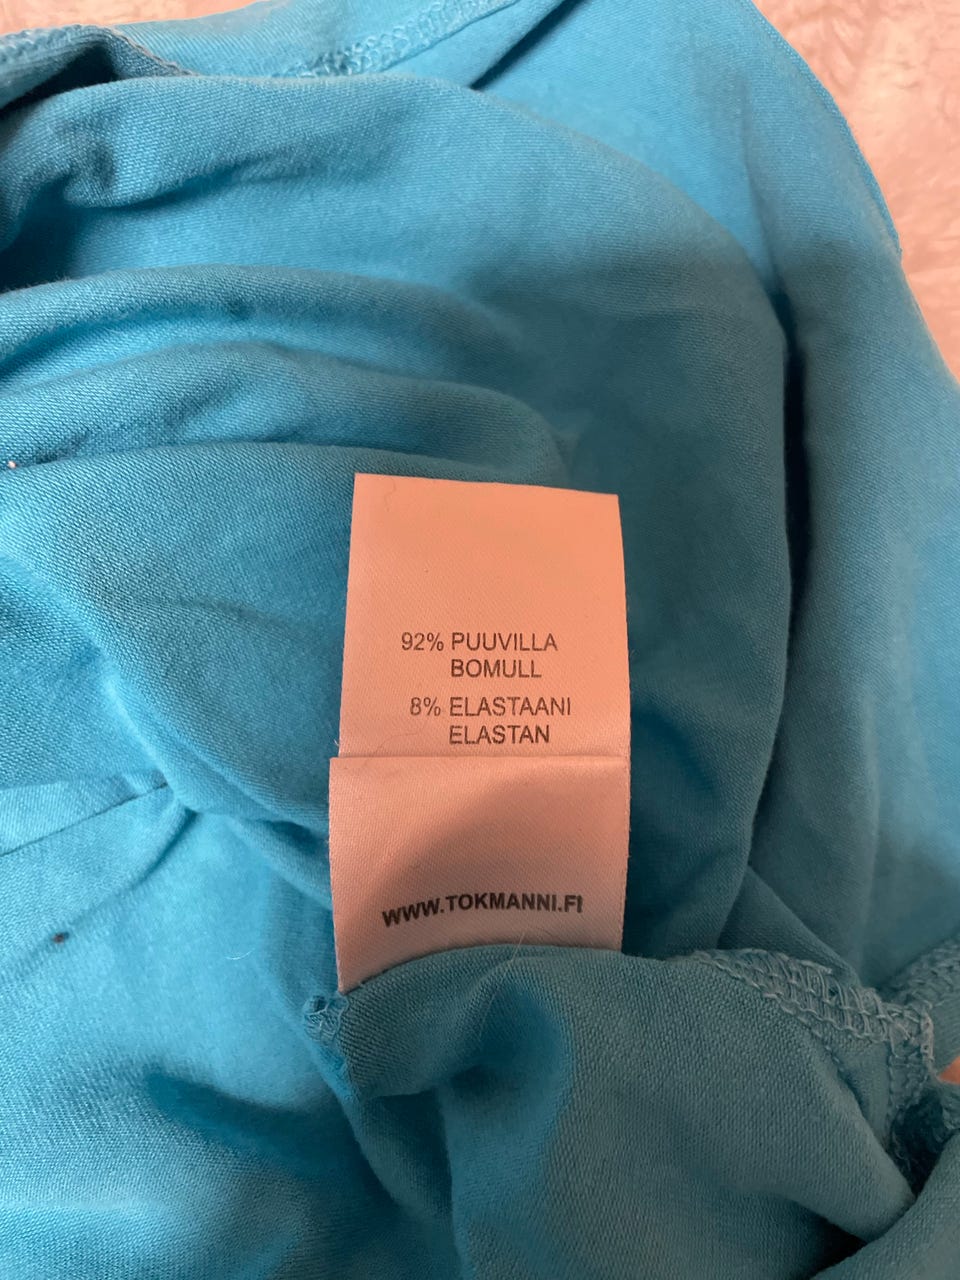 92% PUUVILLA
BOMULL
8% ELASTAANI
ELASTAN
WWW.TOKMANNI.FI